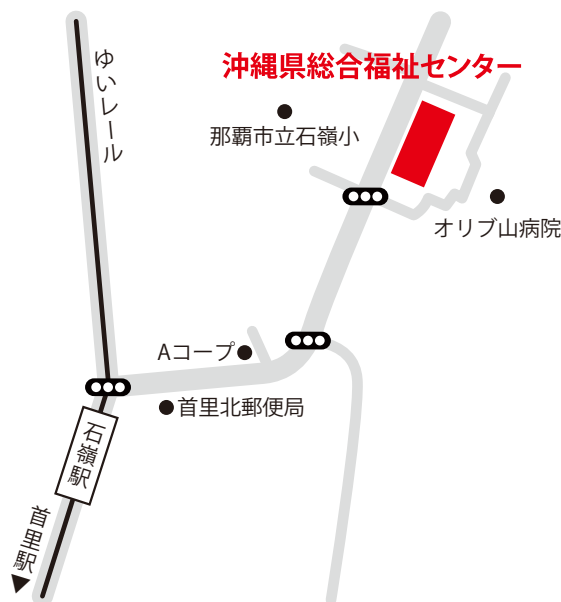 沖縄県総合福祉センター
ゆいレール
那覇市立石嶺小
オリブ山病院
Aコープ
首里北郵便局
石嶺駅
首里駅